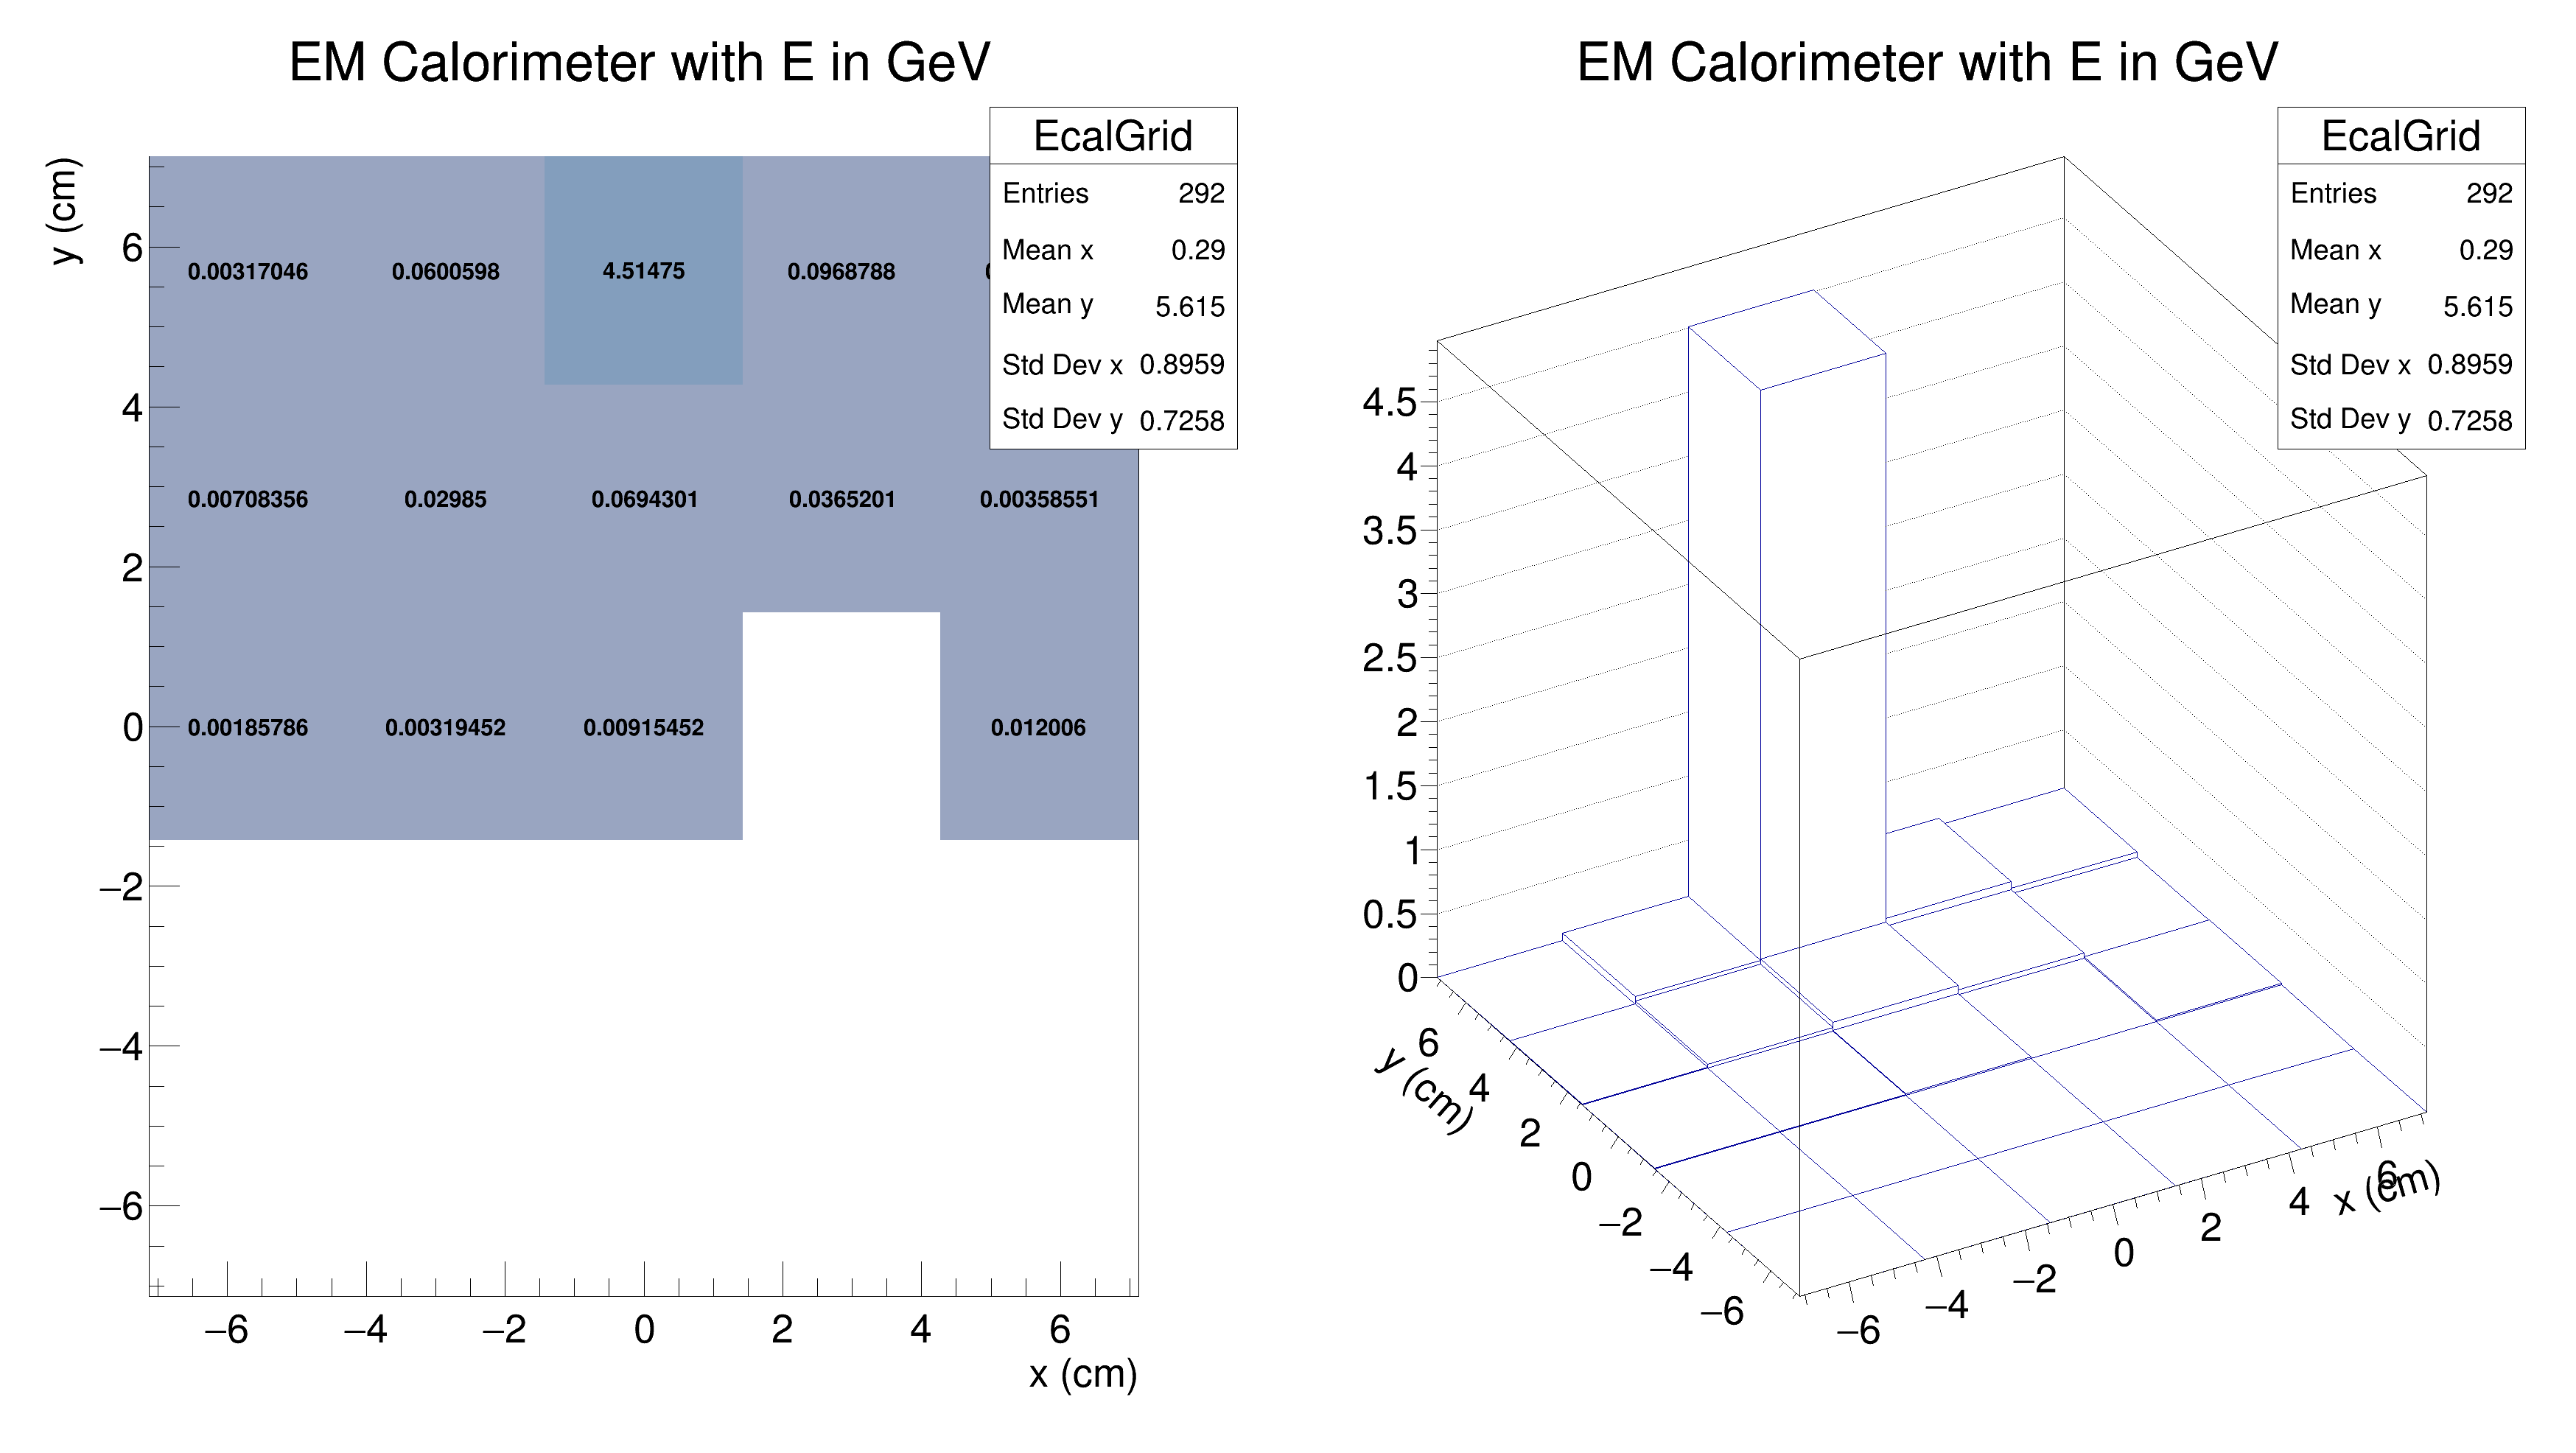 EM Calorimeter with E in GeV
EcalGrid
Entries 292
Mean x 0.29
Mean y 5.615
Std Dev x 0.8959
Std Dev y 0.7258
y (cm)
6
4
2
0
−2
−4
−6
0.00317046 0.0600598 4.51475 0.0968788
0.00708356 0.02985 0.0694301 0.0365201 0.00358551
0.00185786 0.00319452 0.00915452 0.012006
−6 −4 −2 0 2 4 6
x (cm)
EM Calorimeter with E in GeV
EcalGrid
Entries 292
Mean x 0.29
Mean y 5.615
Std Dev x 0.8959
Std Dev y 0.7258
4.5
4
3.5
3
2.5
2
1.5
1
0.5
0
y (cm)
6
4
2
0
−2
−4
−6
−6
−4
−2
0
2
4
6
x (cm)